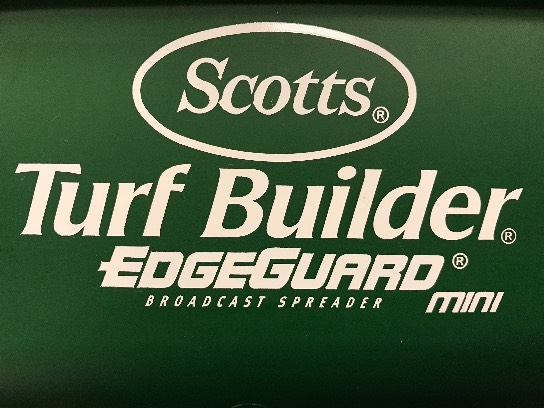 Scotts®
Turf Builder®
EDGEGUARD®
BROADCAST SPREADER
mini